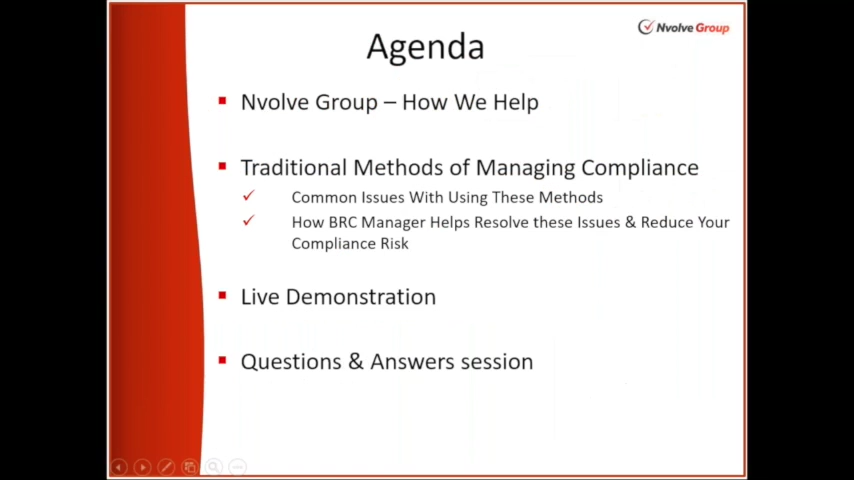 Nvolve Group
Agenda
Nvolve Group – How We Help
Traditional Methods of Managing Compliance
Common Issues With Using These Methods
How BRC Manager Helps Resolve these Issues & Reduce Your
Compliance Risk
Live Demonstration
Questions & Answers session